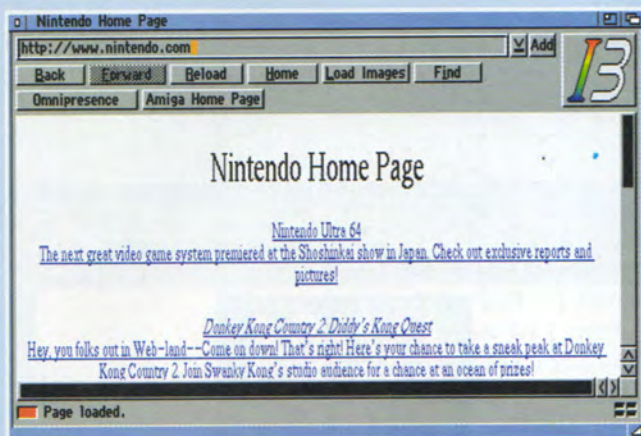 Nintendo Home Page
http://www.nintendo.com
Add
Back Forward Reload Home Load Images Find
Omnipresence Amiga Home Page
Nintendo Home Page
Nintendo Ultra 64
The next great video game system premiered at the Shoshinkai show in Japan. Check out exclusive reports and
pictures!
Donkey Kong Country 2 Diddy's Kong Quest
Hey, you folks out in Web-land--Come on down! That's right! Here's your chance to take a sneak peak at Donkey
Kong Country 2. Join Swanky Kong's studio audience for a chance at an ocean of prizes!
Page loaded.